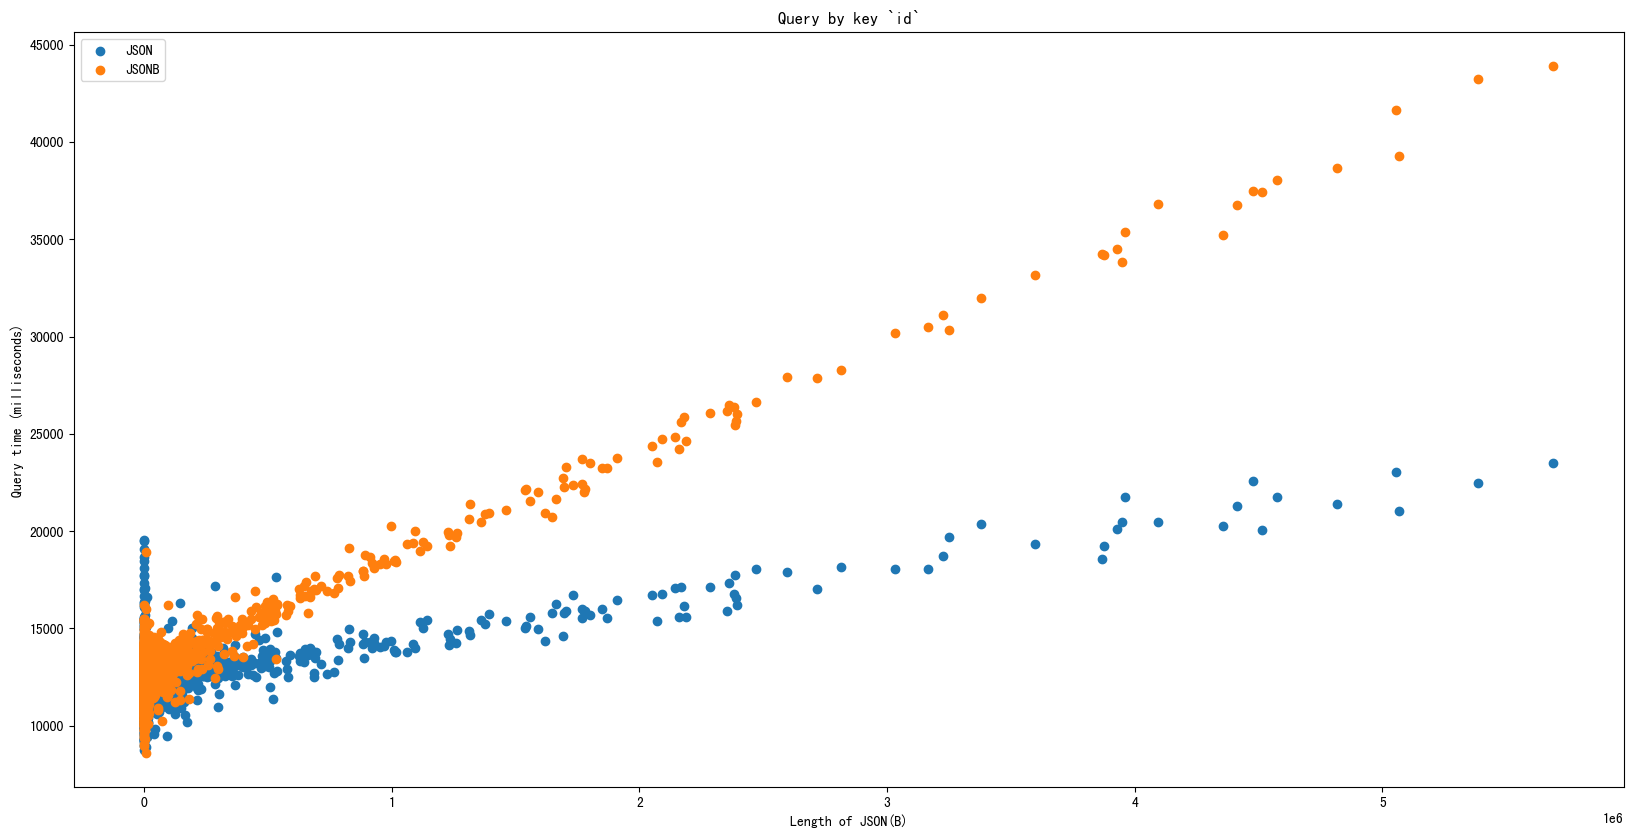 Query by key `id`
JSON
JSONB
45000
40000
35000
30000
25000
20000
15000
10000
Query time (milliseconds)
0 1 2 3 4 5
1e6
Length of JSON(B)